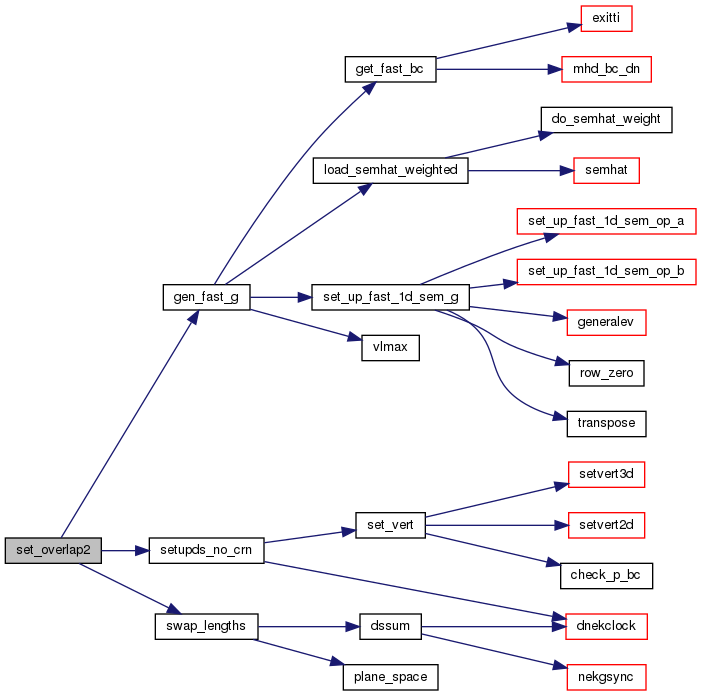 exitti
get_fast_bc
mhd_bc_dn
do_semhat_weight
load_semhat_weighted
semhat
set_up_fast_1d_sem_op_a
set_up_fast_1d_sem_op_b
gen_fast_g
set_up_fast_1d_sem_g
generalev
vlmax
row_zero
transpose
setvert3d
set_vert
setvert2d
set_overlap2
setupds_no_crn
check_p_bc
swap_lengths
dssum
dnekclock
plane_space
nekgsync